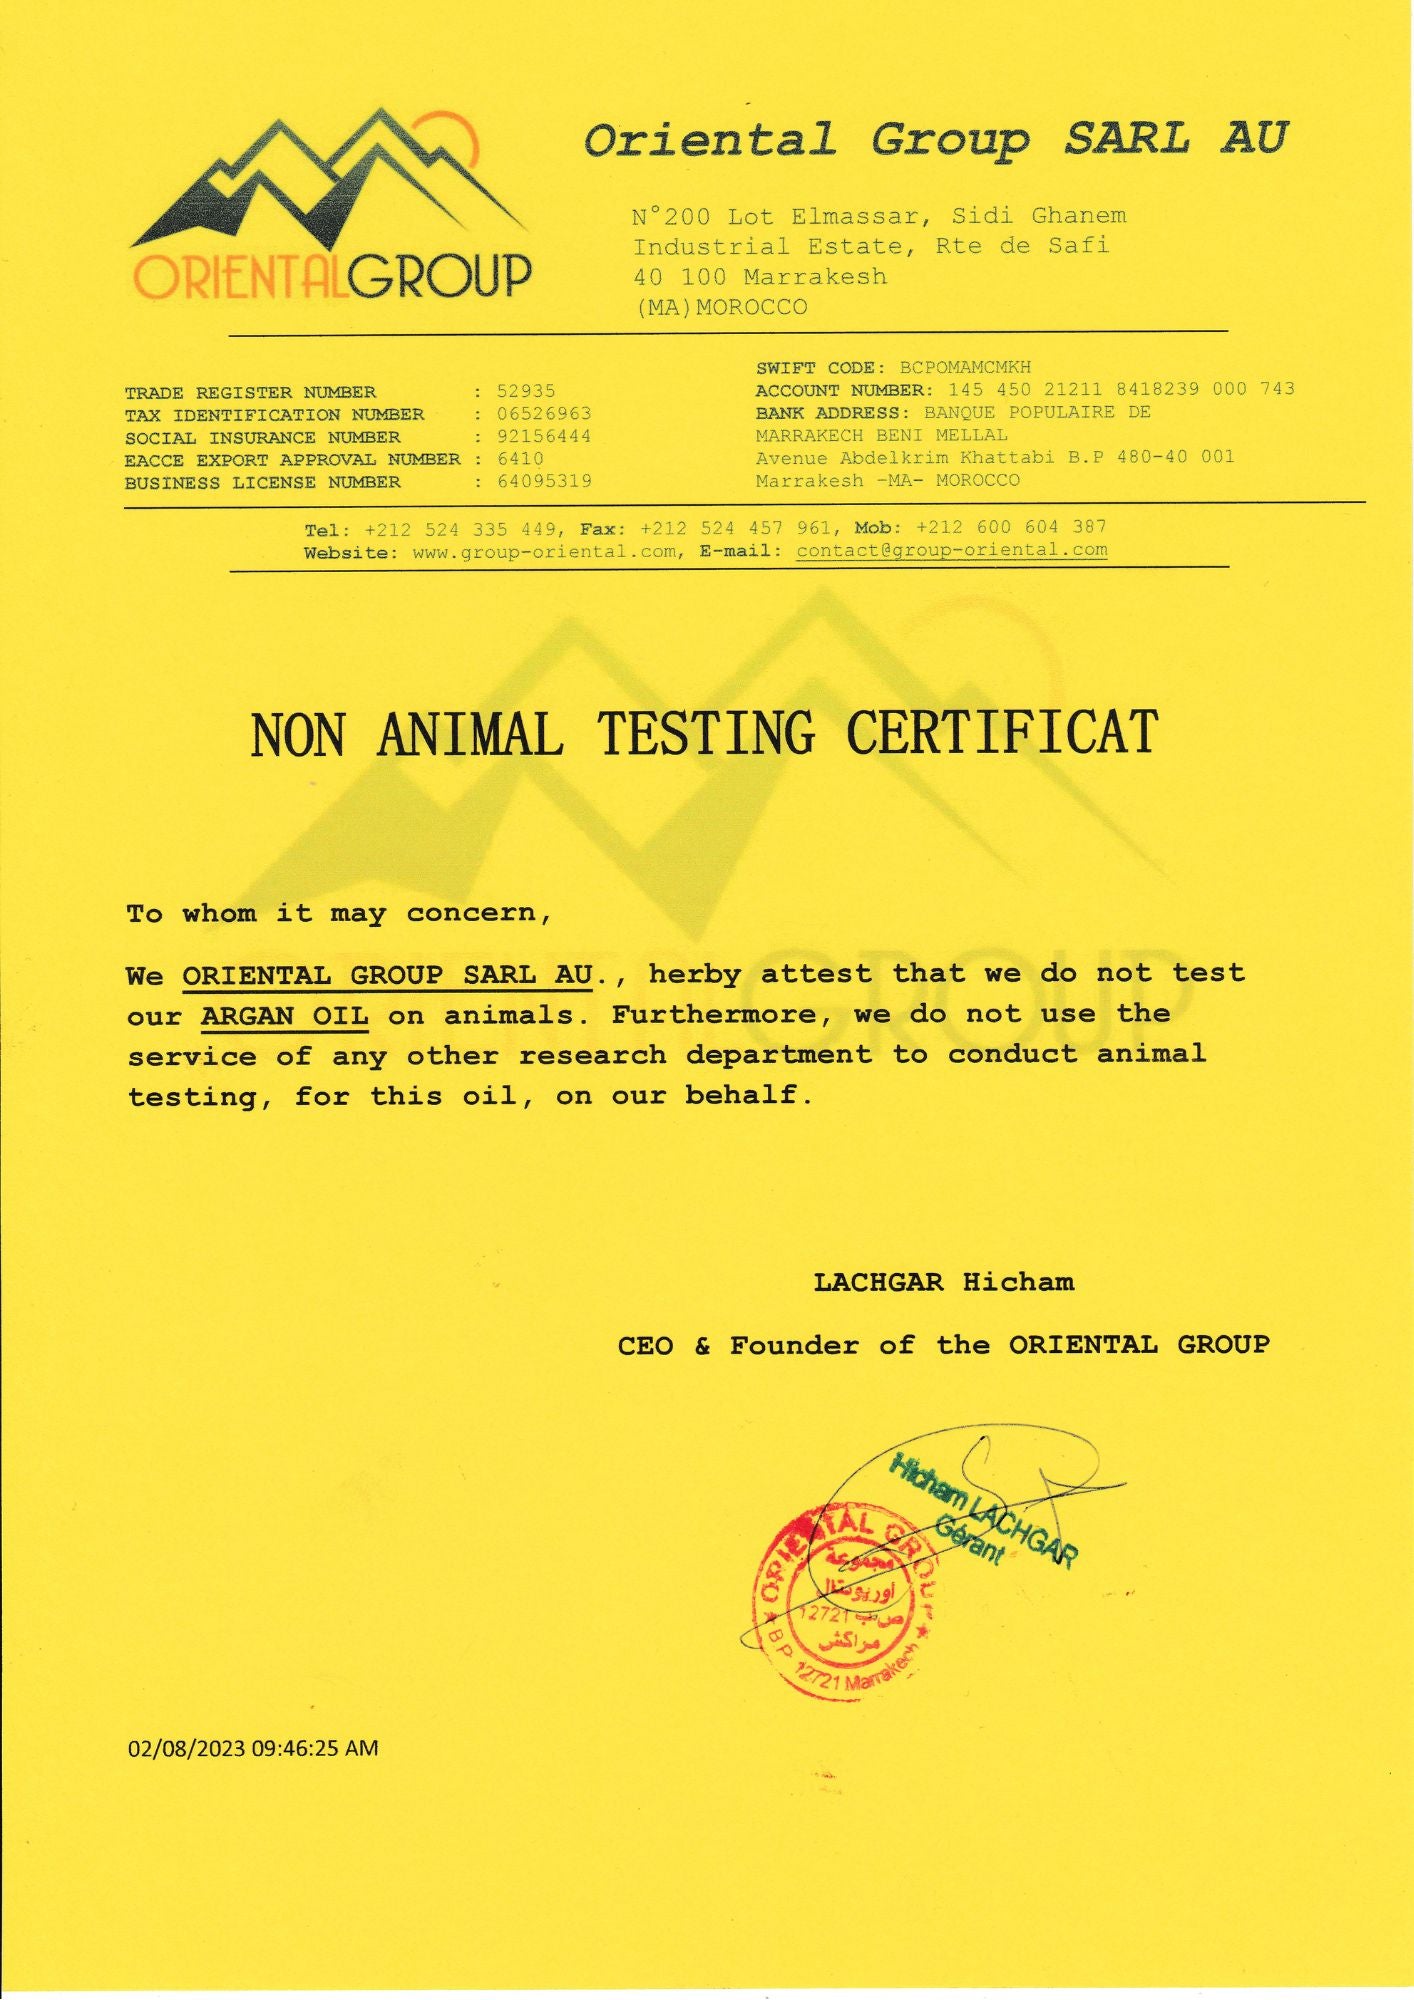 Oriental Group SARL AU
ORIENTALGROUP
N°200 Lot Elmassar, Sidi Ghanem
Industrial Estate, Rte de Safi
40 100 Marrakesh
(MA)MOROCCO
TRADE REGISTER NUMBER : 52935
TAX IDENTIFICATION NUMBER : 06526963
SOCIAL INSURANCE NUMBER : 92156444
EACCE EXPORT APPROVAL NUMBER : 6410
BUSINESS LICENSE NUMBER : 64095319
SWIFT CODE: BCPOMAMCMKH
ACCOUNT NUMBER: 145 450 21211 8418239 000 743
BANK ADDRESS: BANQUE POPULAIRE DE
MARRAKECH BENI MELLAL
Avenue Abdelkrim Khattabi B.P 480-40 001
Marrakesh -MA- MOROCCO
Tel: +212 524 335 449, Fax: +212 524 457 961, Mob: +212 600 604 387
Website: www.group-oriental.com, E-mail: contact@group-oriental.com
NON ANIMAL TESTING CERTIFICAT
To whom it may concern,
We ORIENTAL GROUP SARL AU., herby attest that we do not test
our ARGAN OIL on animals. Furthermore, we do not use the
service of any other research department to conduct animal
testing, for this oil, on our behalf.
LACHGAR Hicham
CEO & Founder of the ORIENTAL GROUP
Hicham LACHGAR
Gérant
ORIENTAL GROUP
مجموعة
اوريونتال
ص ب 12721
مراكش
B.P 12721 Marrakech
02/08/2023 09:46:25 AM